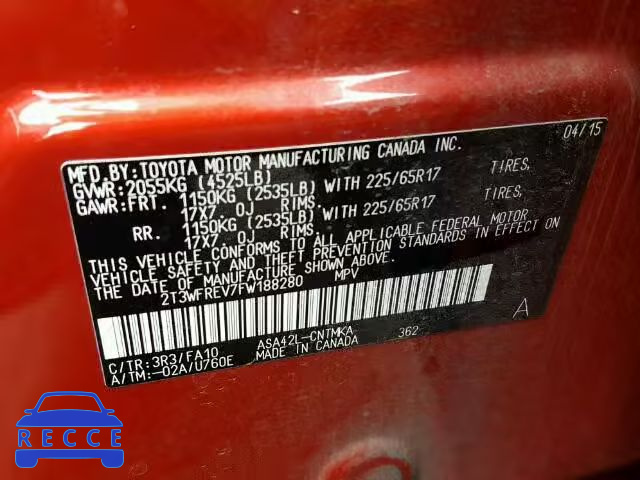 MFD.BY:TOYOTA MOTOR MANUFACTURING CANADA INC. 04/15
GVWR:2055KG (4525LB)
GAWR:FRT. 1150KG (2535LB) WITH 225/65R17 TIRES,
17X7. 0J RIMS.
RR. 1150KG (2535LB) WITH 225/65R17 TIRES,
17X7. 0J RIMS.
THIS VEHICLE CONFORMS TO ALL APPLICABLE FEDERAL MOTOR
VEHICLE SAFETY AND THEFT PREVENTION STANDARDS IN EFFECT ON
THE DATE OF MANUFACTURE SHOWN ABOVE.
2T3WFREV7FW188280 MPV
A
ASA42L-CNTMKA 362
C/TR:3R3/FA10 MADE IN CANADA
A/TM:-02A/U760E
RECCE